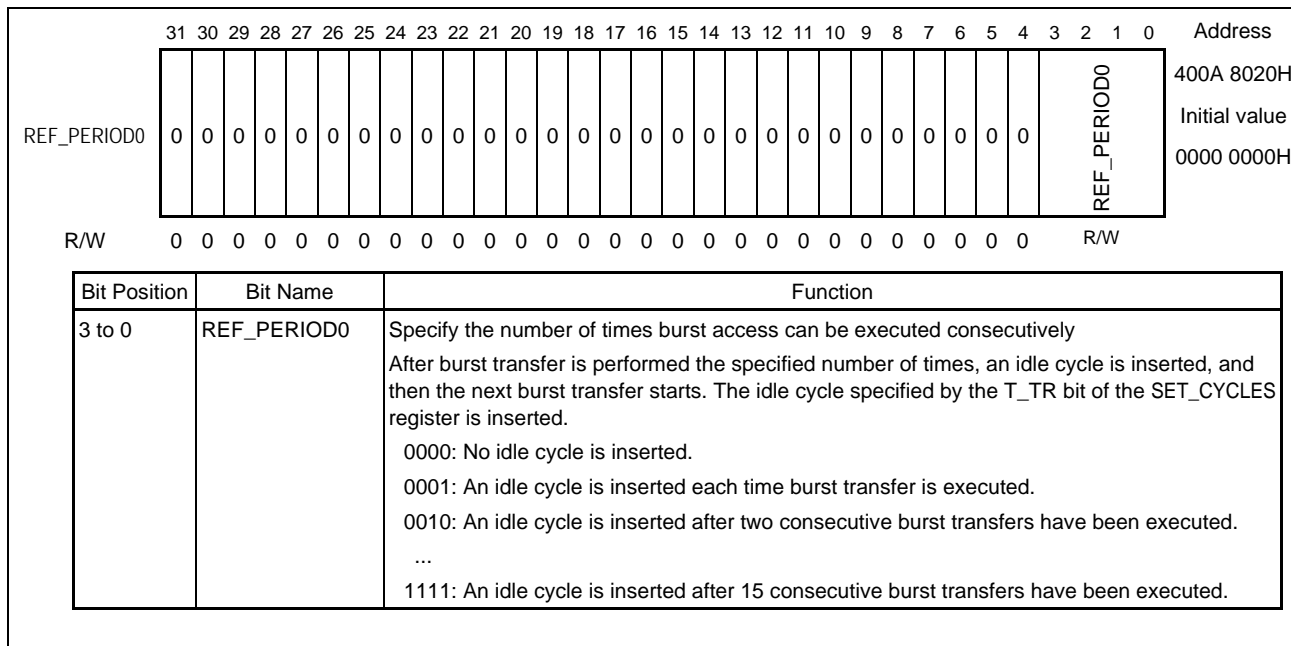 31 30 29 28 27 26 25 24 23 22 21 20 19 18 17 16 15 14 13 12 11 10 9 8 7 6 5 4 3 2 1 0 Address
REF_PERIOD0 0 0 0 0 0 0 0 0 0 0 0 0 0 0 0 0 0 0 0 0 0 0 0 0 0 0 0 0 REF_PERIOD0
400A 8020H
Initial value
0000 0000H
R/W 0 0 0 0 0 0 0 0 0 0 0 0 0 0 0 0 0 0 0 0 0 0 0 0 0 0 0 0 R/W
Bit Position Bit Name Function
3 to 0 REF_PERIOD0 Specify the number of times burst access can be executed consecutively
After burst transfer is performed the specified number of times, an idle cycle is inserted, and
then the next burst transfer starts. The idle cycle specified by the T_TR bit of the SET_CYCLES
register is inserted.
0000: No idle cycle is inserted.
0001: An idle cycle is inserted each time burst transfer is executed.
0010: An idle cycle is inserted after two consecutive burst transfers have been executed.
...
1111: An idle cycle is inserted after 15 consecutive burst transfers have been executed.